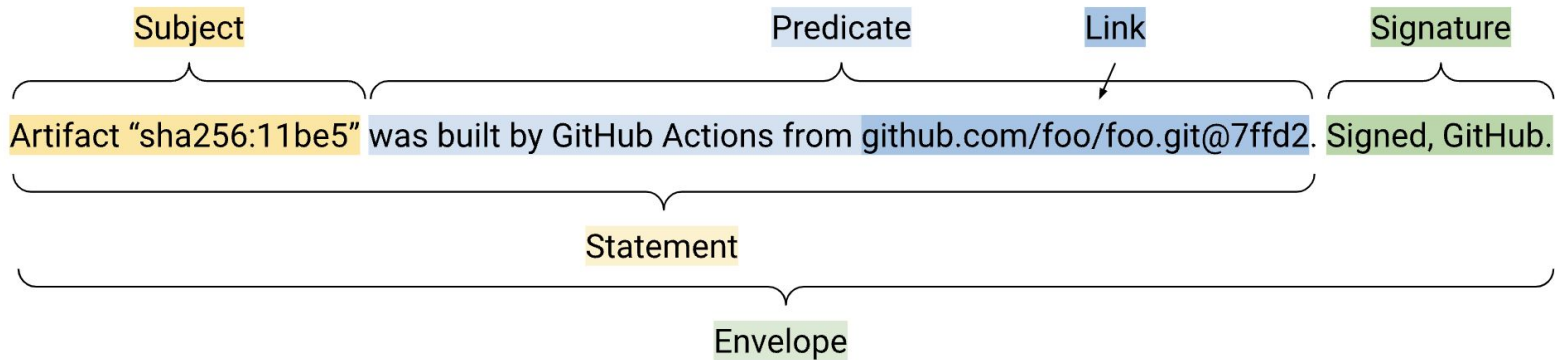 Subject Predicate Link Signature
Artifact “sha256:11be5” was built by GitHub Actions from github.com/foo/foo.git@7ffd2. Signed, GitHub.
Statement
Envelope